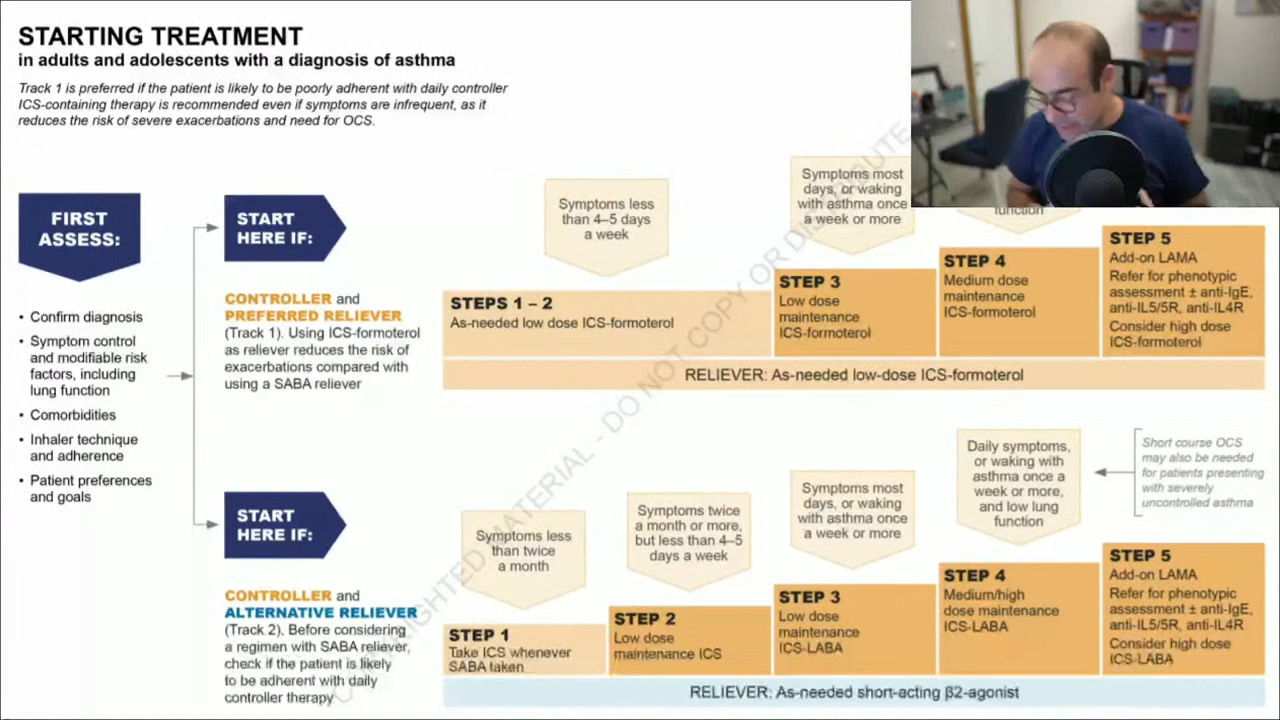 STARTING TREATMENT
in adults and adolescents with a diagnosis of asthma
Track 1 is preferred if the patient is likely to be poorly adherent with daily controller
ICS-containing therapy is recommended even if symptoms are infrequent, as it
reduces the risk of severe exacerbations and need for OCS.
FIRST
ASSESS:
• Confirm diagnosis
• Symptom control
and modifiable risk
factors, including
lung function
• Comorbidities
• Inhaler technique
and adherence
• Patient preferences
and goals
START
HERE IF:
CONTROLLER and
PREFERRED RELIEVER
(Track 1). Using ICS-formoterol
as reliever reduces the risk of
exacerbations compared with
using a SABA reliever
Symptoms less
than 4–5 days
a week
Symptoms most
days, or waking
with asthma once
a week or more
function
STEPS 1 – 2
As-needed low dose ICS-formoterol
STEP 3
Low dose
maintenance
ICS-formoterol
STEP 4
Medium dose
maintenance
ICS-formoterol
STEP 5
Add-on LAMA
Refer for phenotypic
assessment ± anti-IgE,
anti-IL5/5R, anti-IL4R
Consider high dose
ICS-formoterol
RELIEVER: As-needed low-dose ICS-formoterol
START
HERE IF:
CONTROLLER and
ALTERNATIVE RELIEVER
(Track 2). Before considering
a regimen with SABA reliever,
check if the patient is likely
to be adherent with daily
controller therapy
Symptoms less
than twice
a month
Symptoms twice
a month or more,
but less than 4–5
days a week
Symptoms most
days, or waking
with asthma once
a week or more
Daily symptoms,
or waking with
asthma once a
week or more,
and low lung
function
Short course OCS
may also be needed
for patients presenting
with severely
uncontrolled asthma
STEP 1
Take ICS whenever
SABA taken
STEP 2
Low dose
maintenance ICS
STEP 3
Low dose
maintenance
ICS-LABA
STEP 4
Medium/high
dose maintenance
ICS-LABA
STEP 5
Add-on LAMA
Refer for phenotypic
assessment ± anti-IgE,
anti-IL5/5R, anti-IL4R
Consider high dose
ICS-LABA
RELIEVER: As-needed short-acting β2-agonist
COPYRIGHTED MATERIAL - DO NOT COPY OR DISTRIBUTE